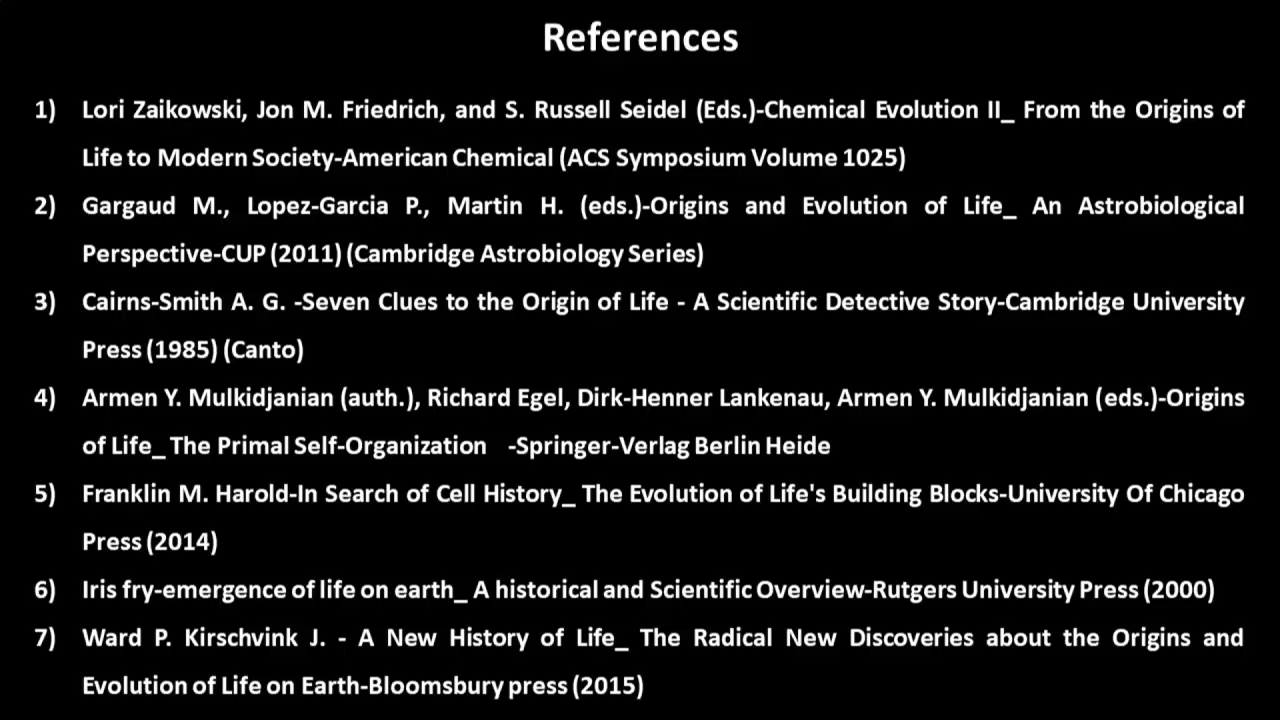 References
1) Lori Zaikowski, Jon M. Friedrich, and S. Russell Seidel (Eds.)-Chemical Evolution II_ From the Origins of
Life to Modern Society-American Chemical (ACS Symposium Volume 1025)
2) Gargaud M., Lopez-Garcia P., Martin H. (eds.)-Origins and Evolution of Life_ An Astrobiological
Perspective-CUP (2011) (Cambridge Astrobiology Series)
3) Cairns-Smith A. G. -Seven Clues to the Origin of Life - A Scientific Detective Story-Cambridge University
Press (1985) (Canto)
4) Armen Y. Mulkidjanian (auth.), Richard Egel, Dirk-Henner Lankenau, Armen Y. Mulkidjanian (eds.)-Origins
of Life_ The Primal Self-Organization -Springer-Verlag Berlin Heide
5) Franklin M. Harold-In Search of Cell History_ The Evolution of Life's Building Blocks-University Of Chicago
Press (2014)
6) Iris fry-emergence of life on earth_ A historical and Scientific Overview-Rutgers University Press (2000)
7) Ward P. Kirschvink J. - A New History of Life_ The Radical New Discoveries about the Origins and
Evolution of Life on Earth-Bloomsbury press (2015)